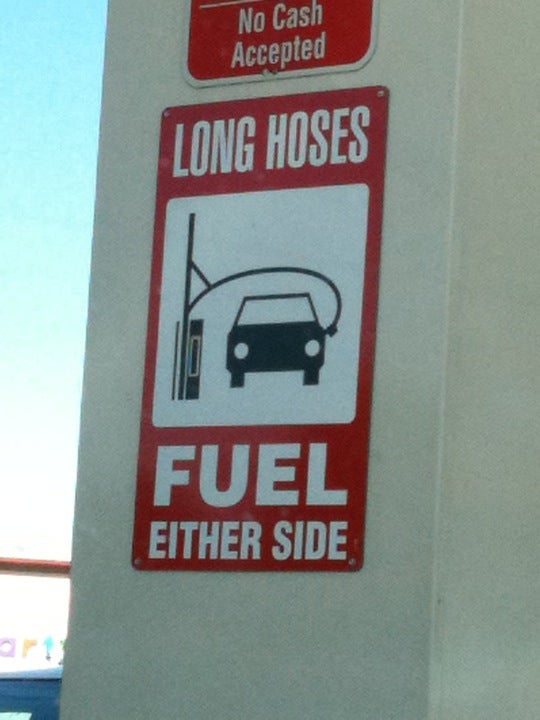 No Cash
Accepted
LONG HOSES
FUEL
EITHER SIDE